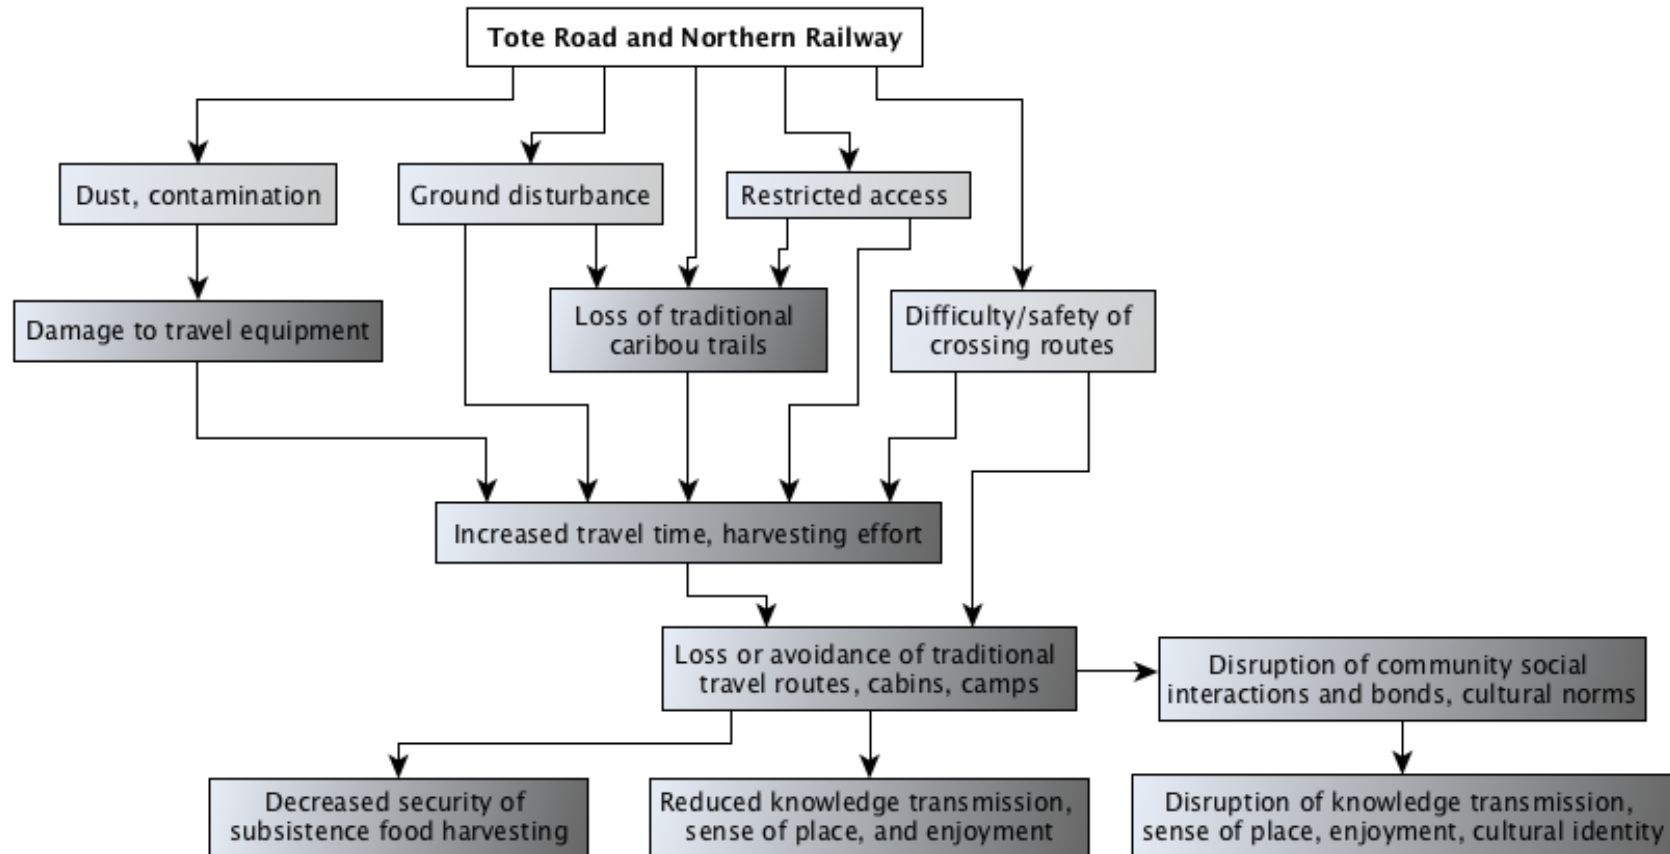 Tote Road and Northern Railway
Dust, contamination
Ground disturbance
Restricted access
Damage to travel equipment
Loss of traditional
caribou trails
Difficulty/safety of
crossing routes
Increased travel time, harvesting effort
Loss or avoidance of traditional
travel routes, cabins, camps
Disruption of community social
interactions and bonds, cultural norms
Decreased security of
subsistence food harvesting
Reduced knowledge transmission,
sense of place, and enjoyment
Disruption of knowledge transmission,
sense of place, enjoyment, cultural identity